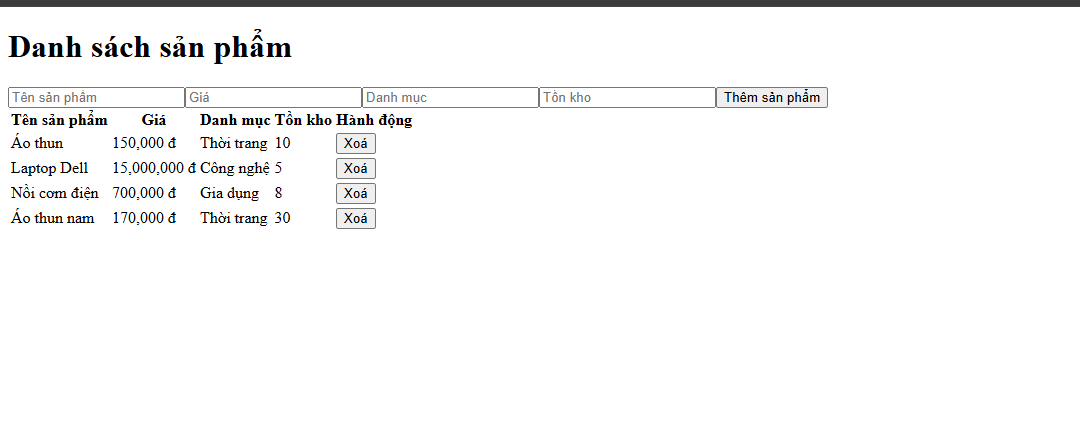 Danh sách sản phẩm
Tên sản phẩm Giá Danh mục Tồn kho Thêm sản phẩm
Tên sản phẩm Giá Danh mục Tồn kho Hành động
Áo thun 150,000 đ Thời trang 10 Xoá
Laptop Dell 15,000,000 đ Công nghệ 5 Xoá
Nồi cơm điện 700,000 đ Gia dụng 8 Xoá
Áo thun nam 170,000 đ Thời trang 30 Xoá